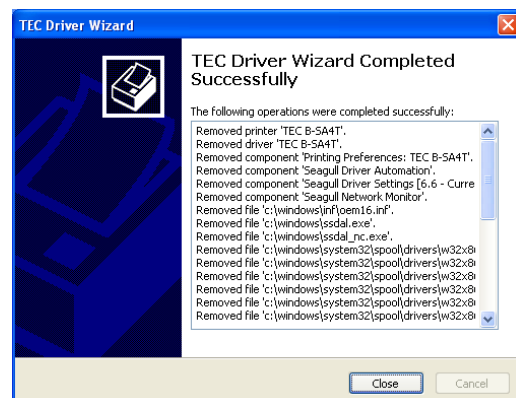 TEC Driver Wizard
TEC Driver Wizard Completed
Successfully
The following operations were completed successfully:
Removed printer 'TEC B-SA4T'.
Removed driver 'TEC B-SA4T'.
Removed component 'Printing Preferences: TEC B-SA4T'.
Removed component 'Seagull Driver Automation'.
Removed component 'Seagull Driver Settings [6.6 - Curre
Removed component 'Seagull Network Monitor'.
Removed file 'c:\windows\inf\oem16.inf'.
Removed file 'c:\windows\ssdal.exe'.
Removed file 'c:\windows\ssdal_nc.exe'.
Removed file 'c:\windows\system32\spool\drivers\w32x8
Removed file 'c:\windows\system32\spool\drivers\w32x8
Removed file 'c:\windows\system32\spool\drivers\w32x8
Removed file 'c:\windows\system32\spool\drivers\w32x8
Removed file 'c:\windows\system32\spool\drivers\w32x8
Removed file 'c:\windows\system32\spool\drivers\w32x8
Close
Cancel